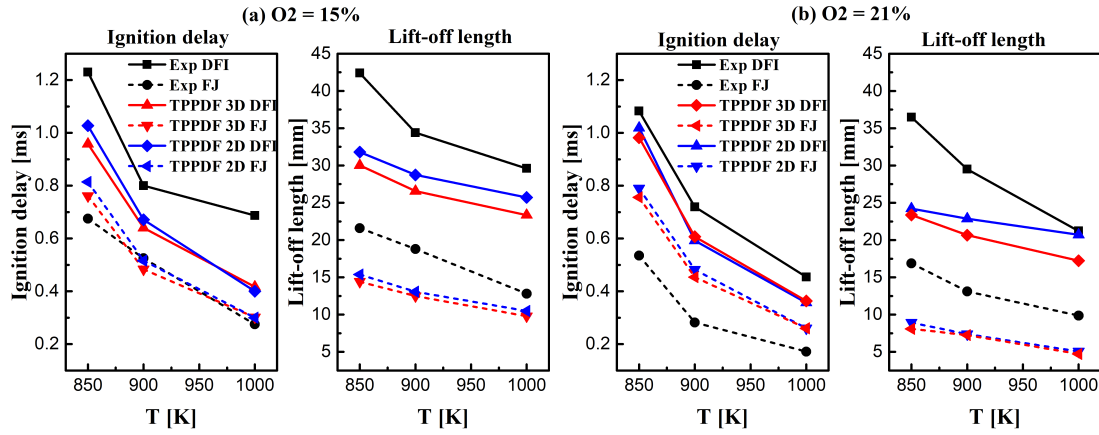 (a) O2 = 15%
Ignition delay
Ignition delay [ms]
1.2
1.0
0.8
0.6
0.4
0.2
Exp DFI
Exp FJ
TPPDF 3D DFI
TPPDF 3D FJ
TPPDF 2D DFI
TPPDF 2D FJ
850 900 950 1000
T [K]
Lift-off length
Lift-off length [mm]
45
40
35
30
25
20
15
10
5
850 900 950 1000
T [K]
(b) O2 = 21%
Ignition delay
Ignition delay [ms]
1.2
1.0
0.8
0.6
0.4
0.2
Exp DFI
Exp FJ
TPPDF 3D DFI
TPPDF 3D FJ
TPPDF 2D DFI
TPPDF 2D FJ
850 900 950 1000
T [K]
Lift-off length
Lift-off length [mm]
45
40
35
30
25
20
15
10
5
850 900 950 1000
T [K]